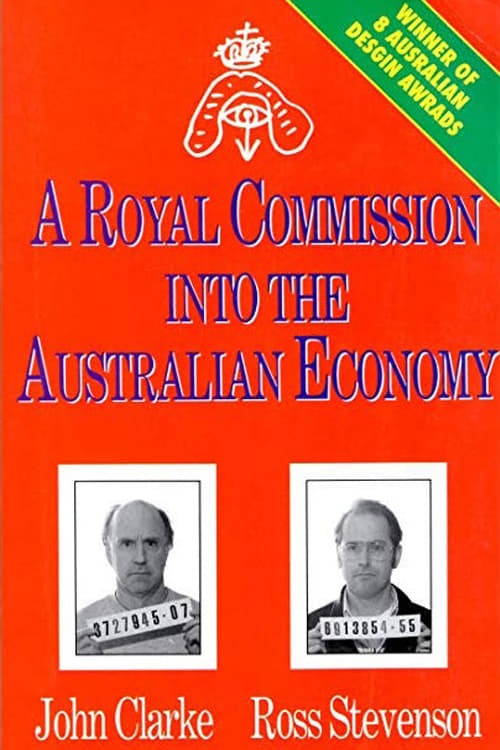 WINNER OF
8 AUSRALIAN
DESGIN AWRADS
A ROYAL COMMISSION
INTO THE
AUSTRALIAN ECONOMY
3727945-07
6913854-55
John Clarke
Ross Stevenson